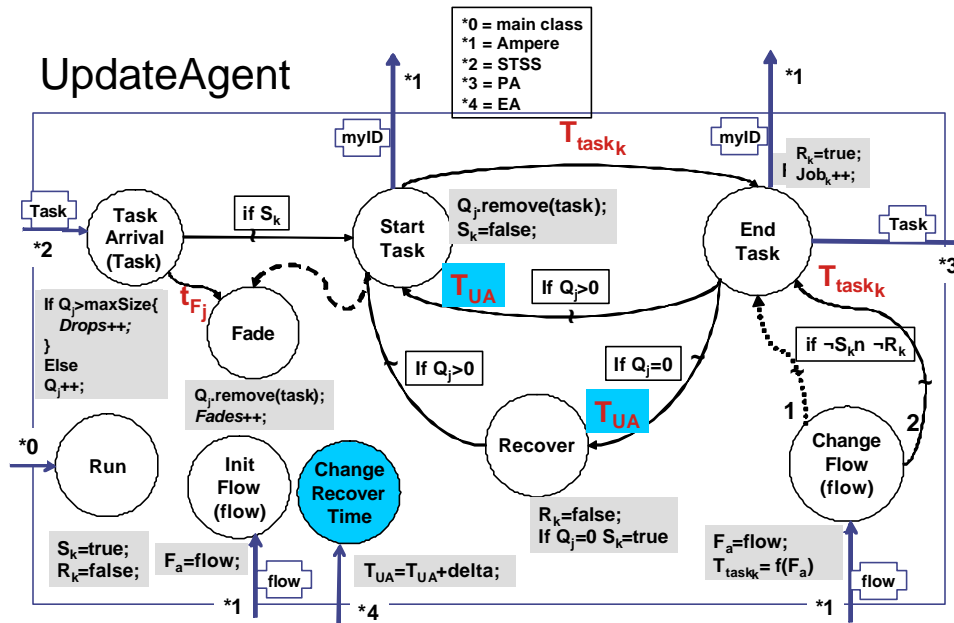 *0 = main class
*1 = Ampere
*2 = STSS
*3 = PA
*4 = EA
UpdateAgent
*1
*1
myID
myID
T_task_k
R_k=true;
Job_k++;
Task
*2
Task
Arrival
(Task)
if S_k
Start
Task
Q_j.remove(task);
S_k=false;
End
Task
Task
*3
t_F_j
T_UA
If Q_j>0
T_task_k
If Q_j>maxSize{
Drops++;
}
Else
Q_j++;
Fade
Q_j.remove(task);
Fades++;
If Q_j>0
If Q_j=0
if ¬S_k n ¬R_k
T_UA
1
2
*0
Run
Init
Flow
(flow)
Change
Recover
Time
Recover
Change
Flow
(flow)
S_k=true;
R_k=false;
F_a=flow;
T_UA=T_UA+delta;
R_k=false;
If Q_j=0 S_k=true
F_a=flow;
T_task_k= f(F_a)
flow
flow
*1
*4
*1